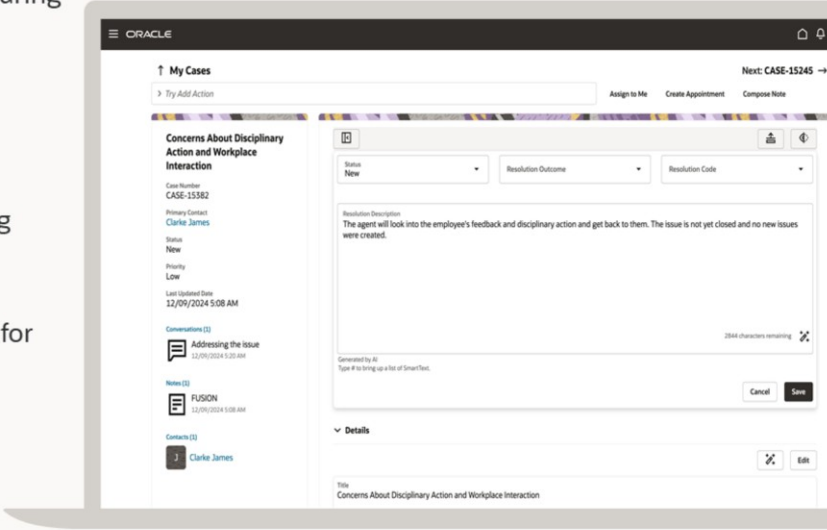 uring
g
for
ORACLE
My Cases
Next: CASE-15245
Try Add Action
Assign to Me
Create Appointment
Compose Note
Concerns About Disciplinary
Action and Workplace
Interaction
Case Number
CASE-15382
Primary Contact
Clarke James
Status
New
Priority
Low
Last Updated Date
12/09/2024 5:08 AM
Conversations (1)
Addressing the issue
12/09/2024 5:20 AM
Notes (1)
FUSION
12/09/2024 5:08 AM
Contacts (1)
J
Clarke James
Status
New
Resolution Outcome
Resolution Code
Resolution Description
The agent will look into the employee's feedback and disciplinary action and get back to them. The issue is not yet closed and no new issues
were created.
2844 characters remaining
Generated by AI
Type # to bring up a list of SmartText.
Cancel
Save
Details
Edit
Title
Concerns About Disciplinary Action and Workplace Interaction